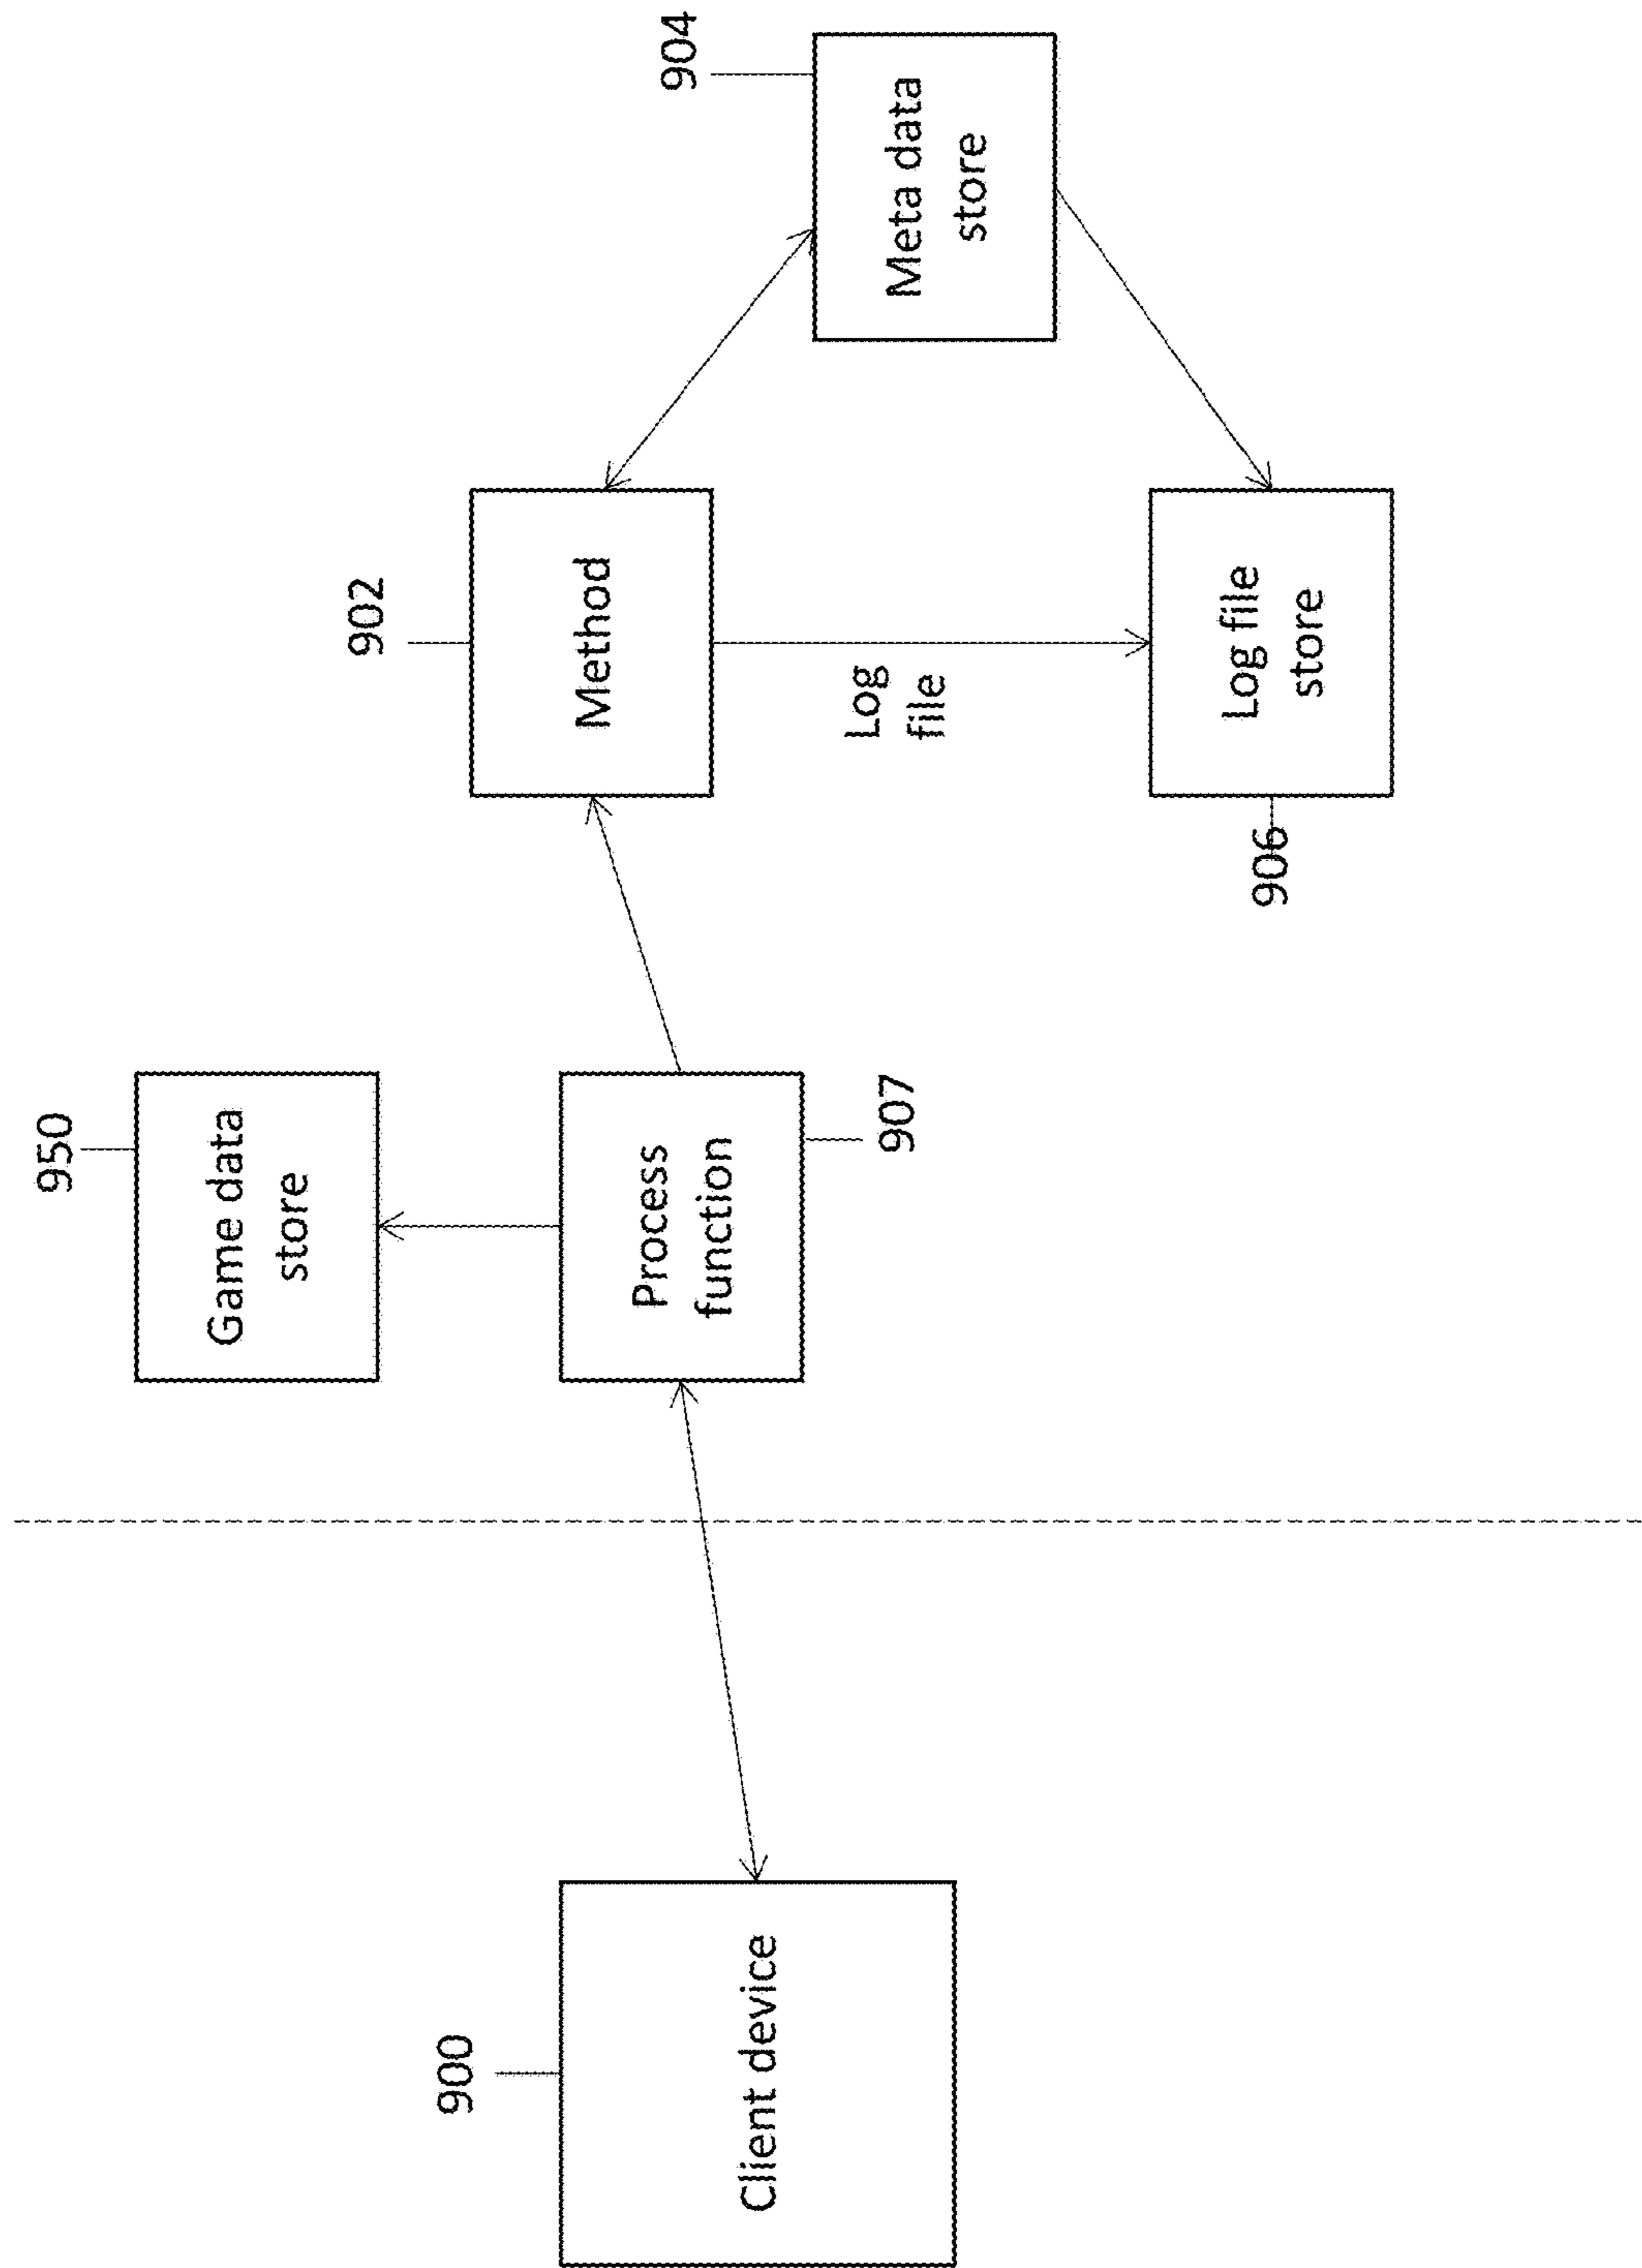 950
Game data
store
902
Method
904
Meta data
store
900
Client device
Process
function
907
Log
file
Log file
store
906